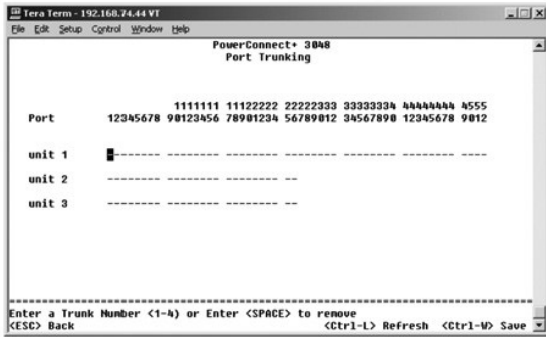 Tera Term - 192.168.74.44 VT
File Edit Setup Control Window Help
PowerConnect+ 3048
Port Trunking
1111111 11122222 22222333 33333334 44444444 4555
Port 12345678 90123456 78901234 56789012 34567890 12345678 9012
unit 1 -------- -------- -------- -------- -------- -------- ----
unit 2 -------- -------- -------- --
unit 3 -------- -------- -------- --
Enter a Trunk Number <1-4) or Enter <SPACE> to remove
<ESC> Back <Ctrl-L> Refresh <Ctrl-W> Save